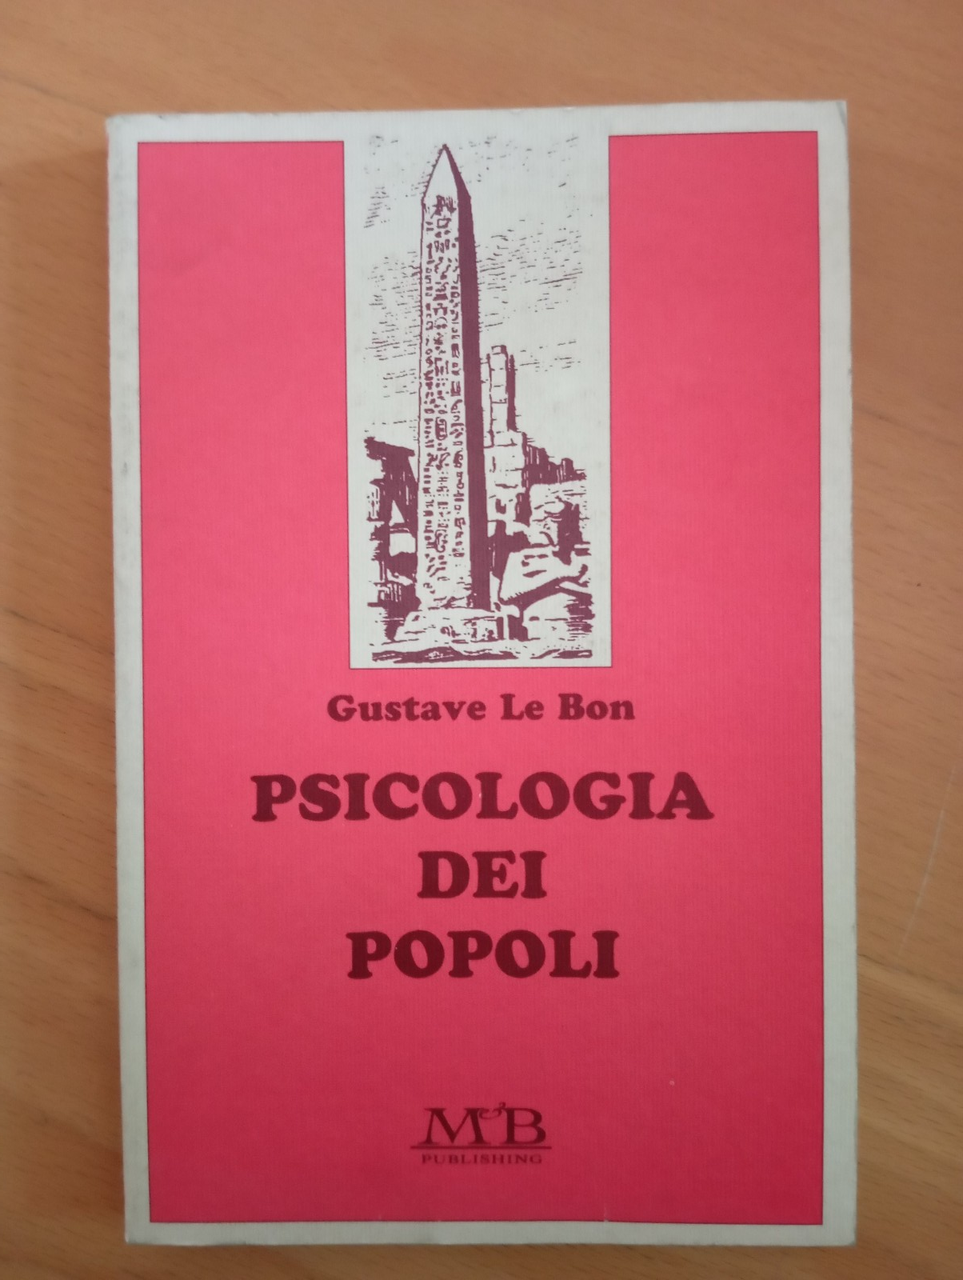 Gustave Le Bon
PSICOLOGIA
DEI
POPOLI
M&B
PUBLISHING